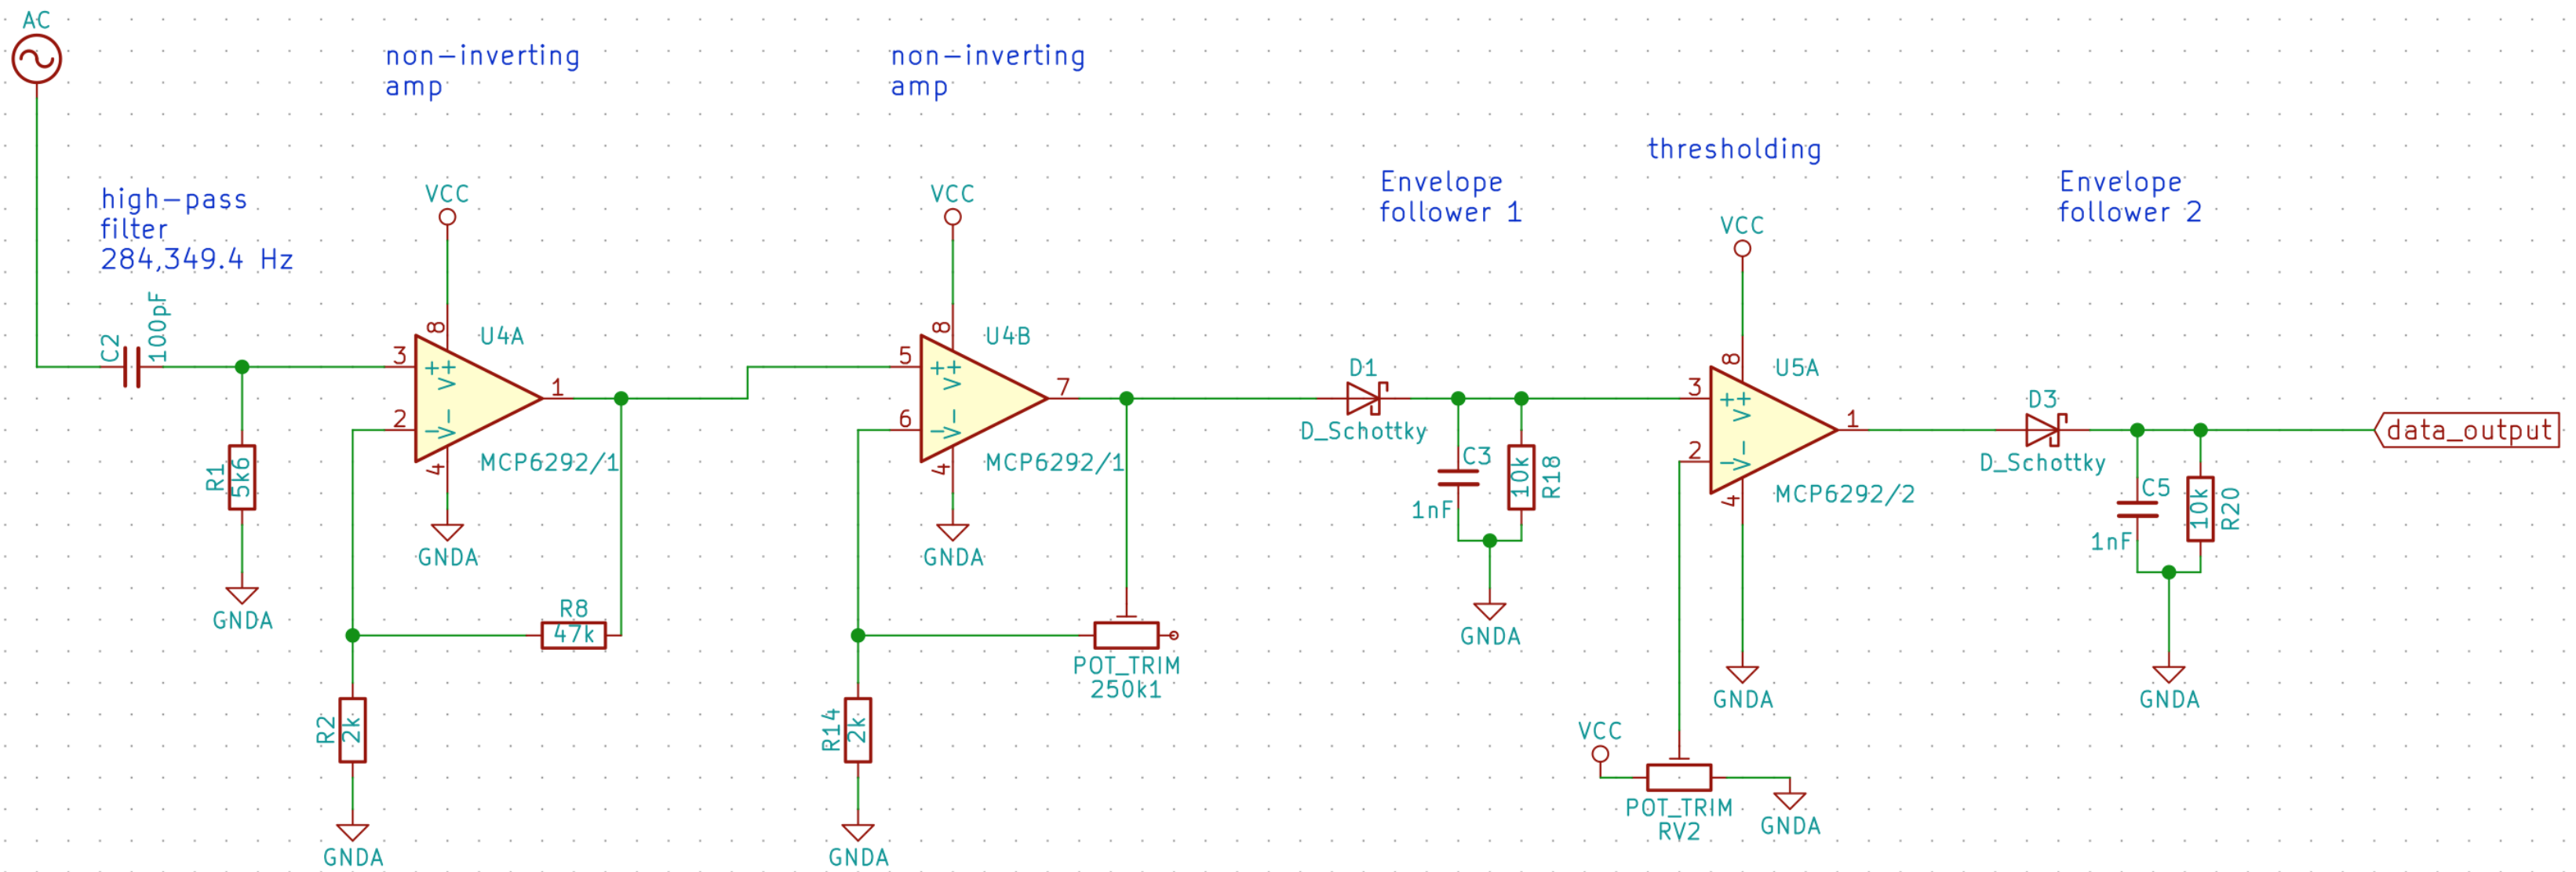 AC
non-inverting
amp
non-inverting
amp
thresholding
Envelope
follower 1
Envelope
follower 2
high-pass
filter
284,349.4 Hz
VCC
VCC
VCC
C2
100pF
R1
5k6
GNDA
3
2
8
4
1
++
V+
-
V-
U4A
MCP6292/1
GNDA
R8
47k
R2
2k
GNDA
5
6
8
4
7
++
V+
-
V-
U4B
MCP6292/1
GNDA
POT_TRIM
250k1
R14
2k
GNDA
D1
D_Schottky
C3
1nF
10k
R18
GNDA
3
2
8
4
1
++
V+
-
V-
U5A
MCP6292/2
GNDA
VCC
POT_TRIM
RV2
GNDA
D3
D_Schottky
C5
1nF
10k
R20
GNDA
data_output